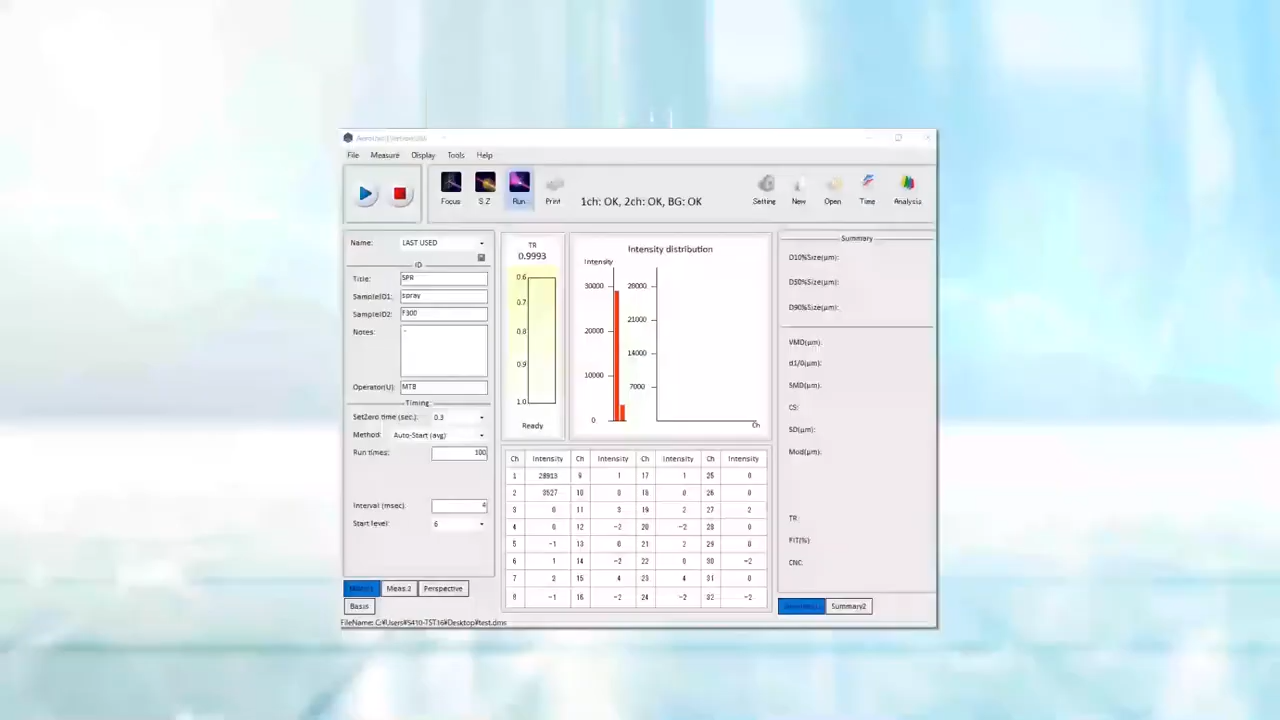 File Measure Display Tools Help
Focus S.Z Run Print
1ch: OK, 2ch: OK, BG: OK
Setting New Open Time Analysis
Name: LAST USED
ID
Title: SPR
SampleID1: spray
SampleID2: F300
Notes: -
Operator(U): MTB
Timing
SetZero time (sec.): 0.3
Method: Auto-Start (avg)
Run times: 100
Interval (msec) 4
Start level: 6
Meas.2 Perspective
Basis
TR
0.9993
0.6
0.7
0.8
0.9
1.0
Ready
Intensity distribution
Intensity
30000
20000
10000
0
28000
21000
14000
7000
Ch
Ch Intensity Ch Intensity Ch Intensity Ch Intensity
1 28913 9 1 17 1 25 0
2 3527 10 0 18 0 26 0
3 0 11 3 19 2 27 2
4 0 12 -2 20 -2 28 0
5 -1 13 0 21 2 29 0
6 1 14 -2 22 0 30 -2
7 2 15 4 23 4 31 0
8 -1 16 -2 24 -2 32 -2
Summary
D10%Size(μm):
D50%Size(μm):
D90%Size(μm):
VMD(μm):
d1/0(μm):
SMD(μm):
CS:
SD(μm):
Mod(μm):
TR:
FIT(%)
CNC:
Summary2
FileName: C:¥Users¥S410-TST16¥Desktop¥test.dms